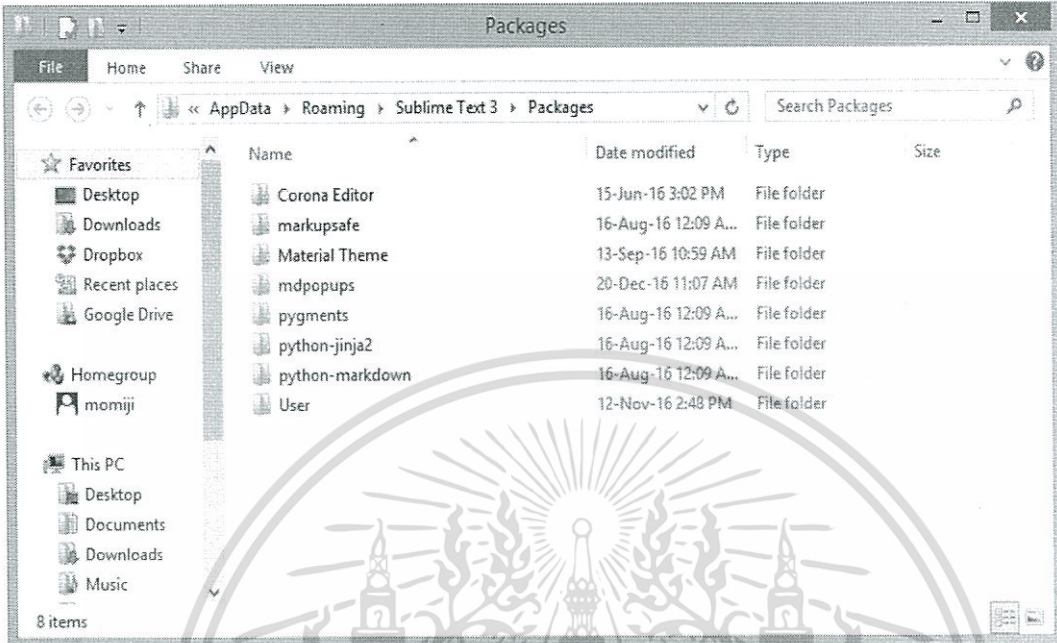 Packages
File Home Share View
« AppData › Roaming › Sublime Text 3 › Packages Search Packages
Name Date modified Type Size
Favorites
Desktop
Downloads
Dropbox
Recent places
Google Drive
Homegroup
momiji
This PC
Desktop
Documents
Downloads
Music
Corona Editor 15-Jun-16 3:02 PM File folder
markupsafe 16-Aug-16 12:09 A... File folder
Material Theme 13-Sep-16 10:59 AM File folder
mdpopups 20-Dec-16 11:07 AM File folder
pygments 16-Aug-16 12:09 A... File folder
python-jinja2 16-Aug-16 12:09 A... File folder
python-markdown 16-Aug-16 12:09 A... File folder
User 12-Nov-16 2:48 PM File folder
8 items